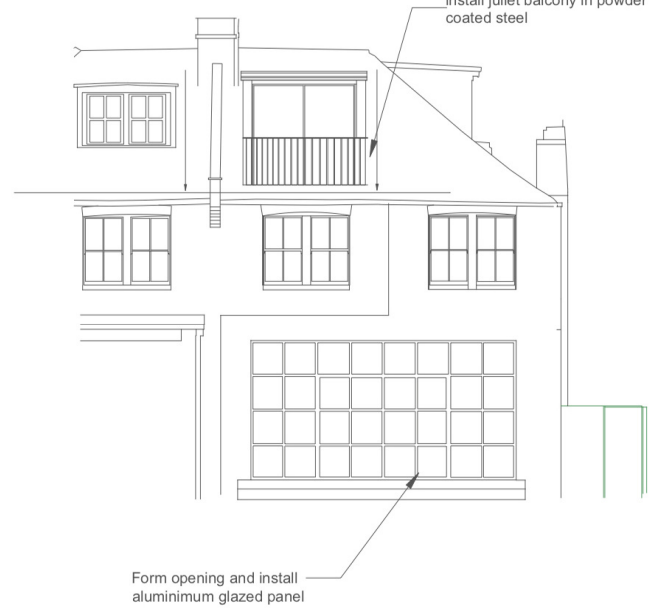 Install juliet balcony in powder
coated steel
Form opening and install
aluminimum glazed panel